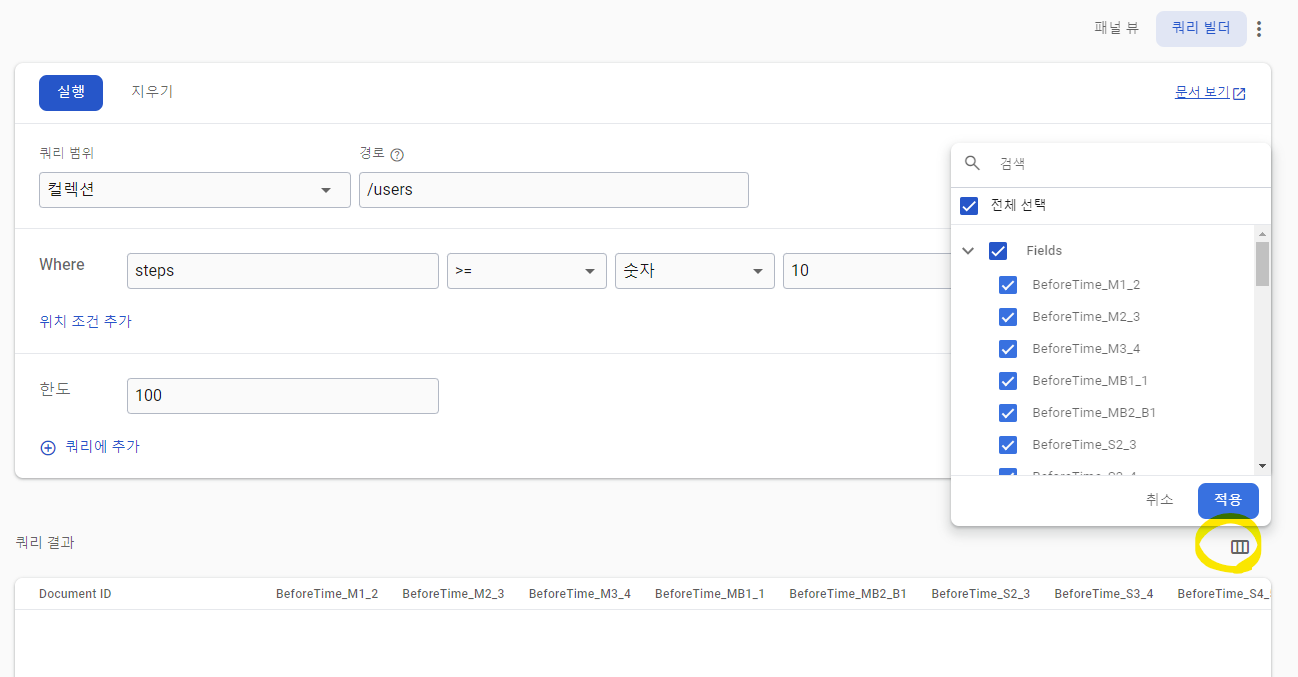 패널 뷰 쿼리 빌더
실행 지우기 문서 보기
쿼리 범위 경로
컬렉션 /users
Where steps >= 숫자 10
위치 조건 추가
한도 100
쿼리에 추가
검색
전체 선택
Fields
BeforeTime_M1_2
BeforeTime_M2_3
BeforeTime_M3_4
BeforeTime_MB1_1
BeforeTime_MB2_B1
BeforeTime_S2_3
취소 적용
쿼리 결과
Document ID BeforeTime_M1_2 BeforeTime_M2_3 BeforeTime_M3_4 BeforeTime_MB1_1 BeforeTime_MB2_B1 BeforeTime_S2_3 BeforeTime_S3_4 BeforeTime_S4_